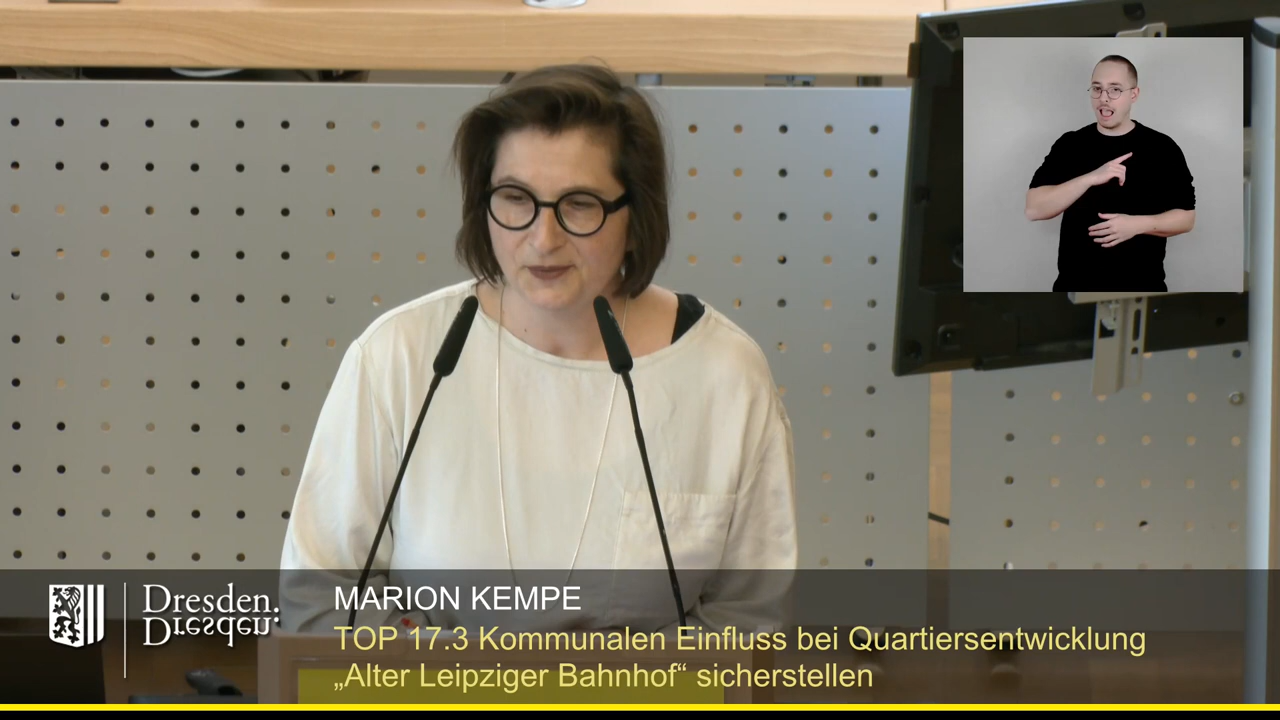 Dresden.
Dresden.
MARION KEMPE
TOP 17.3 Kommunalen Einfluss bei Quartiersentwicklung
„Alter Leipziger Bahnhof“ sicherstellen